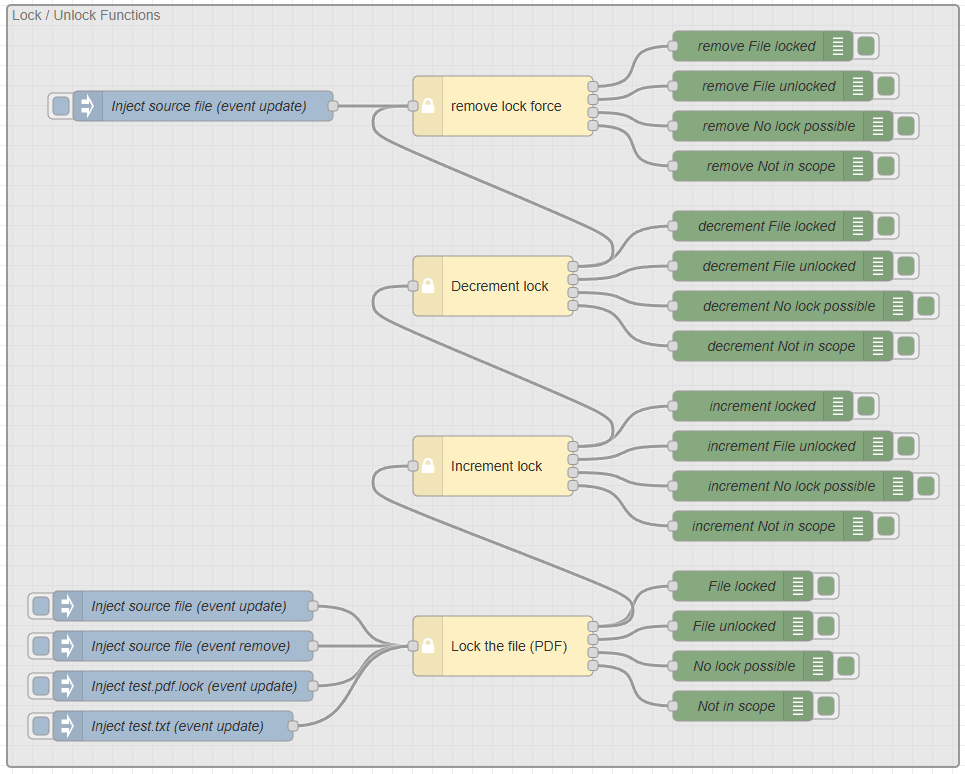 Lock / Unlock Functions
remove File locked
remove File unlocked
Inject source file (event update)
remove lock force
remove No lock possible
remove Not in scope
decrement File locked
decrement File unlocked
Decrement lock
decrement No lock possible
decrement Not in scope
increment locked
increment File unlocked
Increment lock
increment No lock possible
increment Not in scope
File locked
Inject source file (event update)
File unlocked
Inject source file (event remove)
Lock the file (PDF)
No lock possible
Inject test.pdf.lock (event update)
Not in scope
Inject test.txt (event update)